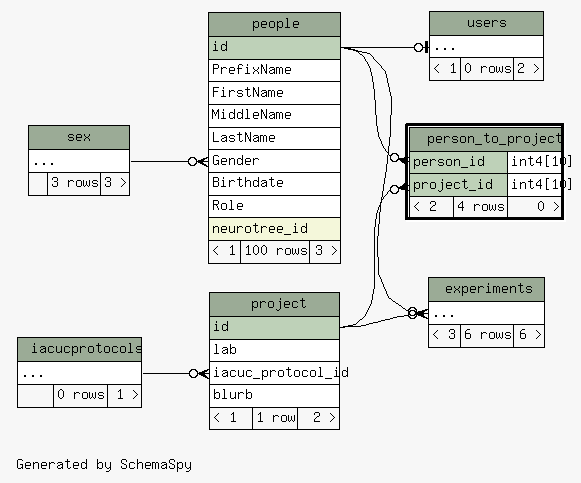 people
id
PrefixName
FirstName
MiddleName
LastName
Gender
Birthdate
Role
neurotree_id
< 1 100 rows 3 >
users
...
< 1 0 rows 2 >
sex
...
3 rows 3 >
person_to_project
person_id int4[10]
project_id int4[10]
< 2 4 rows 0 >
project
id
lab
iacuc_protocol_id
blurb
< 1 1 row 2 >
experiments
...
< 3 6 rows 6 >
iacucprotocols
...
0 rows 1 >
Generated by SchemaSpy